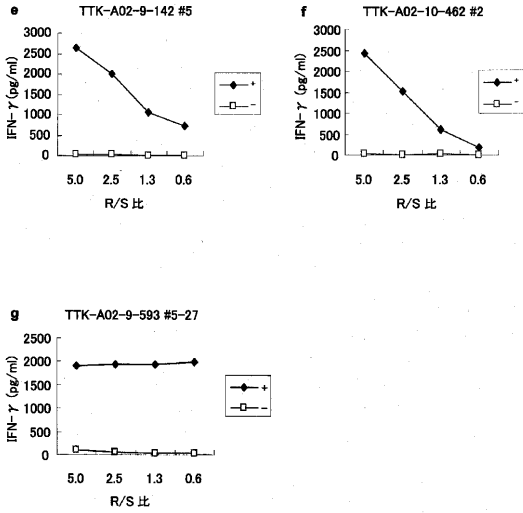 e TTK-A02-9-142 #5
IFN-γ (pg/ml)
3000
2500
2000
1500
1000
500
0
5.0 2.5 1.3 0.6
R/S 比
+
−
f TTK-A02-10-462 #2
IFN-γ (pg/ml)
3000
2500
2000
1500
1000
500
0
5.0 2.5 1.3 0.6
R/S 比
+
−
g TTK-A02-9-593 #5-27
IFN-γ (pg/ml)
2500
2000
1500
1000
500
0
5.0 2.5 1.3 0.6
R/S 比
+
−